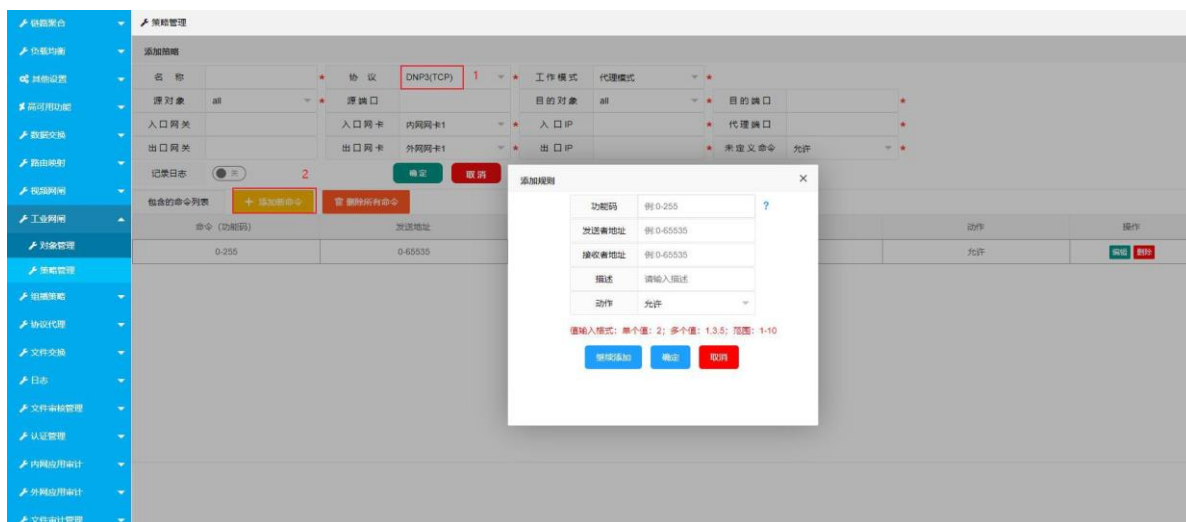 链路聚合
负载均衡
其他设置
高可用功能
数据交换
路由映射
视频网闸
工业网闸
对象管理
策略管理
组播策略
协议代理
文件交换
日志
文件审核管理
认证管理
内网应用审计
外网应用审计
文件审计管理
策略管理
添加策略
名 称 * 协 议 DNP3(TCP) 1 * 工作模式 代理模式 *
源对象 all * 源端口 目的对象 all * 目的端口 *
入口网关 入口网卡 内网网卡1 * 入口IP * 代理端口 *
出口网关 出口网卡 外网网卡1 * 出口IP * 未定义命令 允许 *
记录日志 关 2 确定 取消
包含的命令列表 + 添加新命令 删除所有命令
命令（功能码） 发送地址 动作 操作
0-255 0-65535 允许 编辑 删除
添加规则 ×
功能码 例:0-255 ?
发送者地址 例:0-65535
接收者地址 例:0-65535
描述 请输入描述
动作 允许
值输入格式：单个值：2；多个值：1,3,5；范围：1-10
继续添加 确定 取消